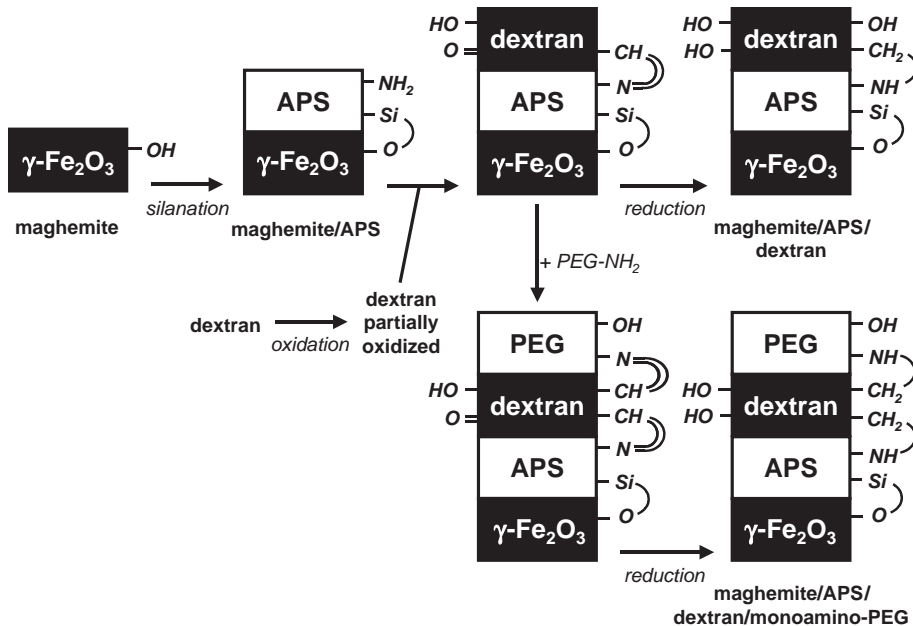 γ-Fe2O3
OH
maghemite
silanation
NH2
APS
Si
γ-Fe2O3
O
maghemite/APS
dextran
oxidation
dextran
partially
oxidized
HO
dextran
O
CH
N
APS
Si
γ-Fe2O3
O
reduction
HO
dextran
OH
HO
CH2
NH
APS
Si
γ-Fe2O3
O
maghemite/APS/
dextran
+ PEG-NH2
OH
PEG
N
CH
HO
dextran
CH
O
N
APS
Si
O
γ-Fe2O3
reduction
OH
PEG
NH
CH2
HO
dextran
HO
CH2
NH
APS
Si
O
γ-Fe2O3
maghemite/APS/
dextran/monoamino-PEG